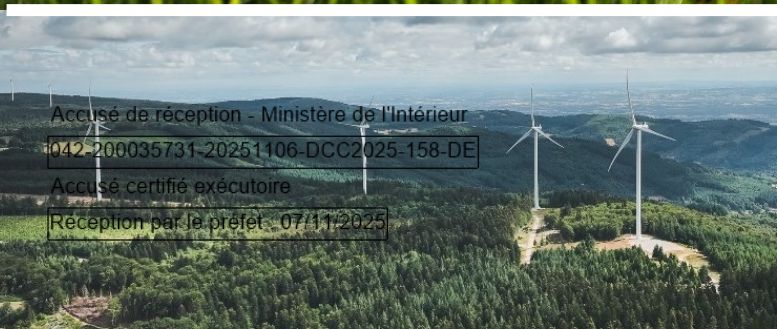 Accusé de réception - Ministère de l'Intérieur
042-200035731-20251106-DCC2025-158-DE
Accusé certifié exécutoire
Réception par le préfet : 07/11/2025